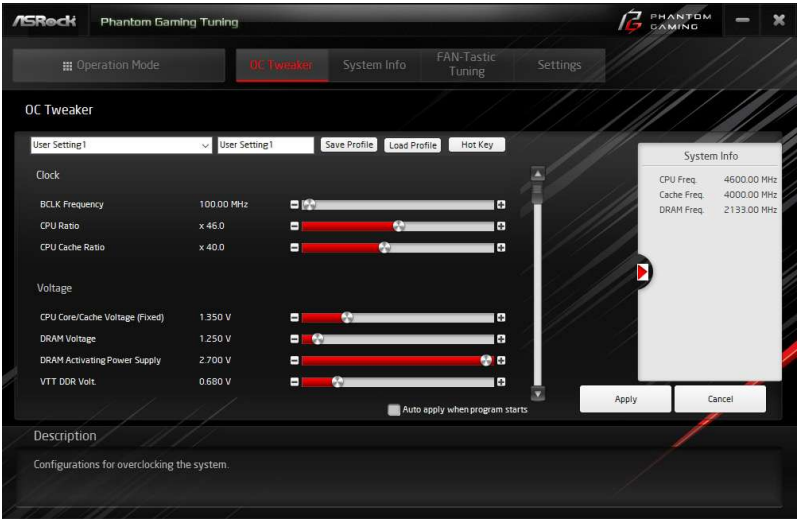 ASRock
Phantom Gaming Tuning
PHANTOM
GAMING
Operation Mode
OC Tweaker
System Info
FAN-Tastic
Tuning
Settings
OC Tweaker
User Setting1
User Setting1
Save Profile
Load Profile
Hot Key
Clock
BCLK Frequency 100.00 MHz
CPU Ratio x 46.0
CPU Cache Ratio x 40.0
Voltage
CPU Core/Cache Voltage (Fixed) 1.350 V
DRAM Voltage 1.250 V
DRAM Activating Power Supply 2.700 V
VTT DDR Volt. 0.680 V
Auto apply when program starts
System Info
CPU Freq. 4600.00 MHz
Cache Freq. 4000.00 MHz
DRAM Freq. 2133.00 MHz
Apply
Cancel
Description
Configurations for overclocking the system.